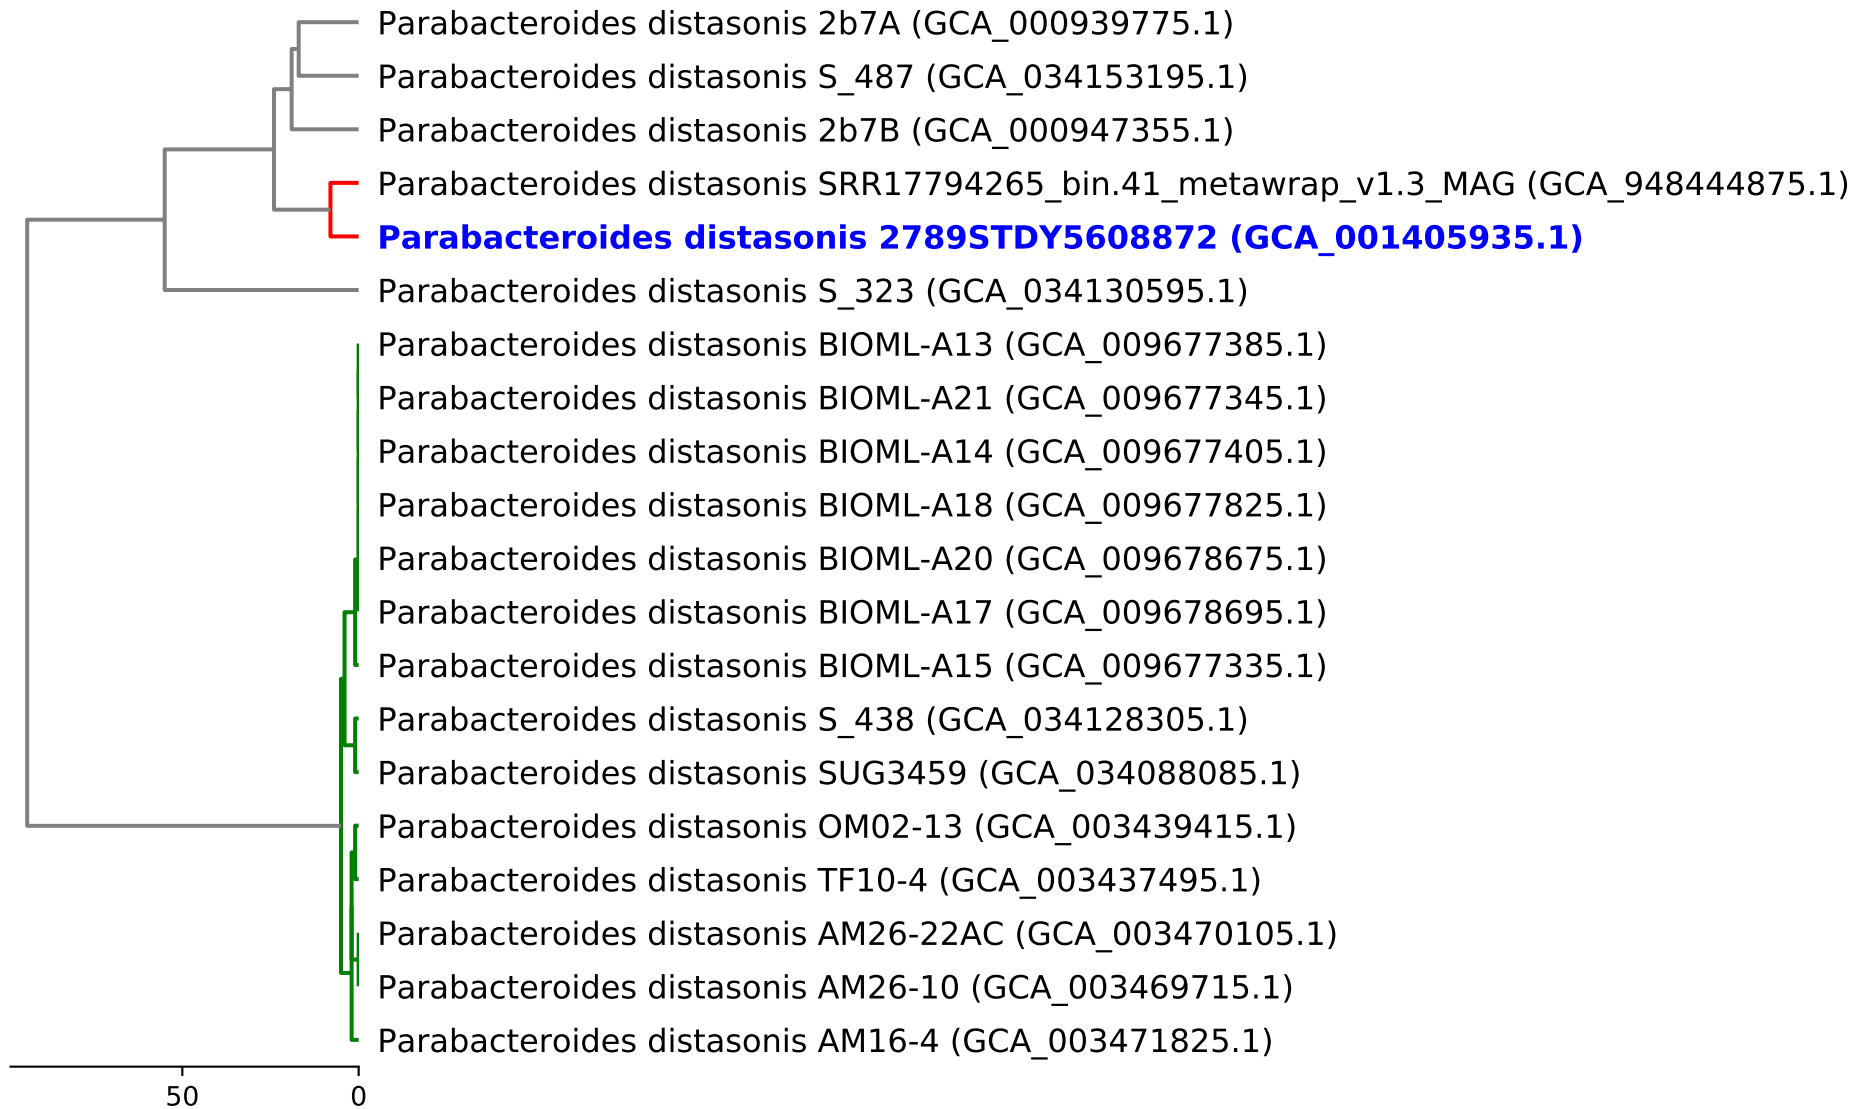 Parabacteroides distasonis 2b7A (GCA_000939775.1)
Parabacteroides distasonis S_487 (GCA_034153195.1)
Parabacteroides distasonis 2b7B (GCA_000947355.1)
Parabacteroides distasonis SRR17794265_bin.41_metawrap_v1.3_MAG (GCA_948444875.1)
Parabacteroides distasonis 2789STDY5608872 (GCA_001405935.1)
Parabacteroides distasonis S_323 (GCA_034130595.1)
Parabacteroides distasonis BIOML-A13 (GCA_009677385.1)
Parabacteroides distasonis BIOML-A21 (GCA_009677345.1)
Parabacteroides distasonis BIOML-A14 (GCA_009677405.1)
Parabacteroides distasonis BIOML-A18 (GCA_009677825.1)
Parabacteroides distasonis BIOML-A20 (GCA_009678675.1)
Parabacteroides distasonis BIOML-A17 (GCA_009678695.1)
Parabacteroides distasonis BIOML-A15 (GCA_009677335.1)
Parabacteroides distasonis S_438 (GCA_034128305.1)
Parabacteroides distasonis SUG3459 (GCA_034088085.1)
Parabacteroides distasonis OM02-13 (GCA_003439415.1)
Parabacteroides distasonis TF10-4 (GCA_003437495.1)
Parabacteroides distasonis AM26-22AC (GCA_003470105.1)
Parabacteroides distasonis AM26-10 (GCA_003469715.1)
Parabacteroides distasonis AM16-4 (GCA_003471825.1)
50 0